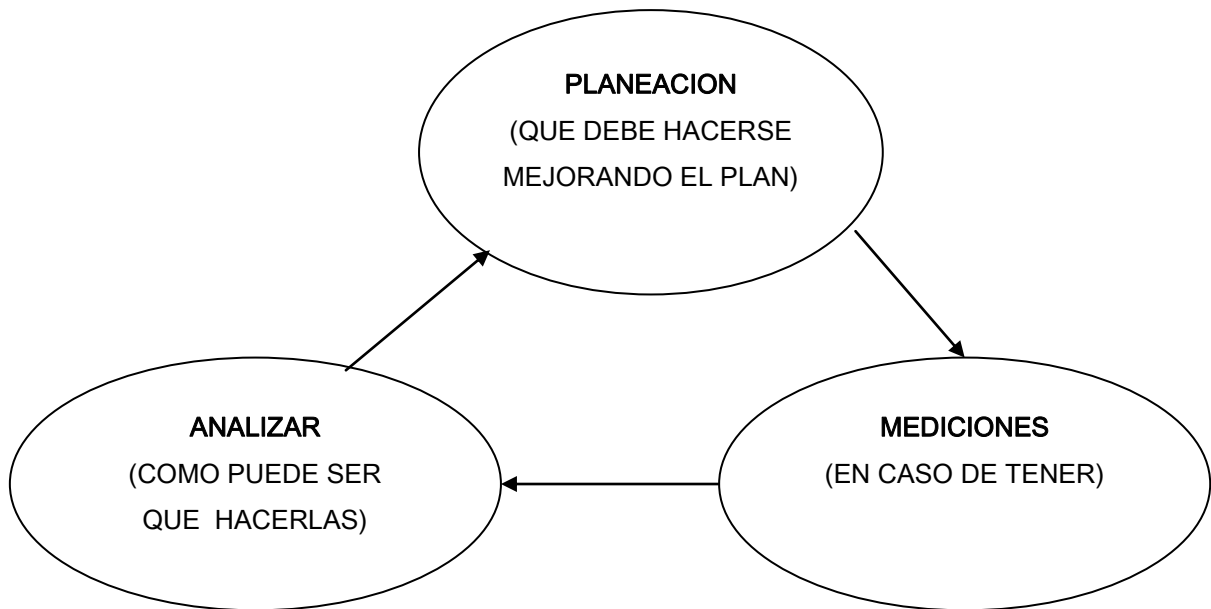 PLANEACION
(QUE DEBE HACERSE
MEJORANDO EL PLAN)
ANALIZAR
(COMO PUEDE SER
QUE HACERLAS)
MEDICIONES
(EN CASO DE TENER)